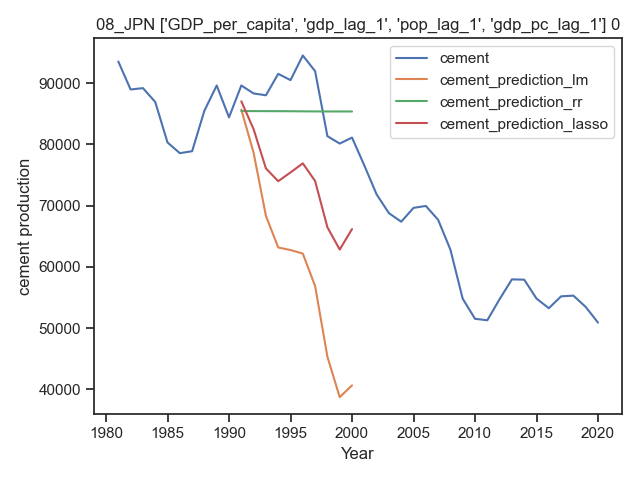 08_JPN ['GDP_per_capita', 'gdp_lag_1', 'pop_lag_1', 'gdp_pc_lag_1'] 0
cement
cement_prediction_lm
cement_prediction_rr
cement_prediction_lasso
90000
80000
70000
60000
50000
40000
cement production
1980 1985 1990 1995 2000 2005 2010 2015 2020
Year